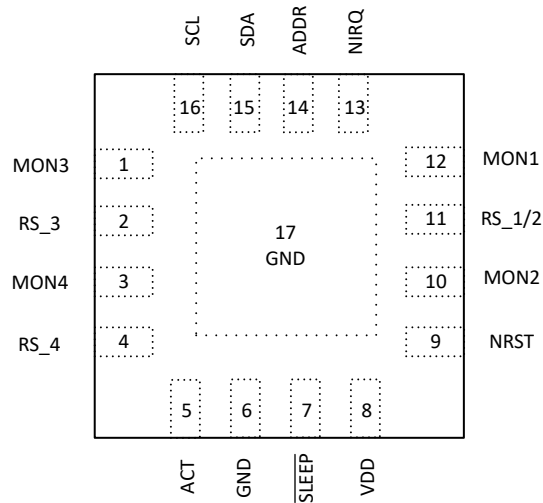 SCL SDA ADDR NIRQ
16 15 14 13
MON3 1 12 MON1
RS_3 2 11 RS_1/2
17
GND
MON4 3 10 MON2
RS_4 4 9 NRST
5 6 7 8
ACT GND SLEEP VDD